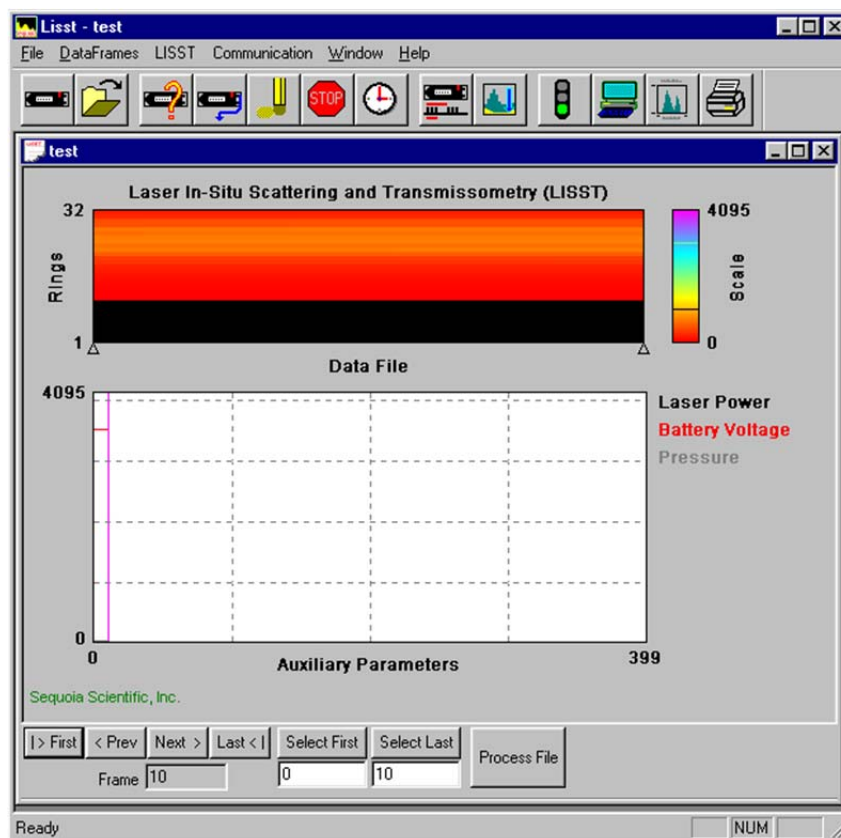 Lisst - test
File DataFrames LISST Communication Window Help
STOP
test
Laser In-Situ Scattering and Transmissometry (LISST)
32
Rings
1
4095
Scale
0
Data File
4095
Laser Power
Battery Voltage
Pressure
0
0
Auxiliary Parameters
399
Sequoia Scientific, Inc.
|> First < Prev Next > Last <| Select First Select Last Process File
Frame 10 0 10
Ready NUM